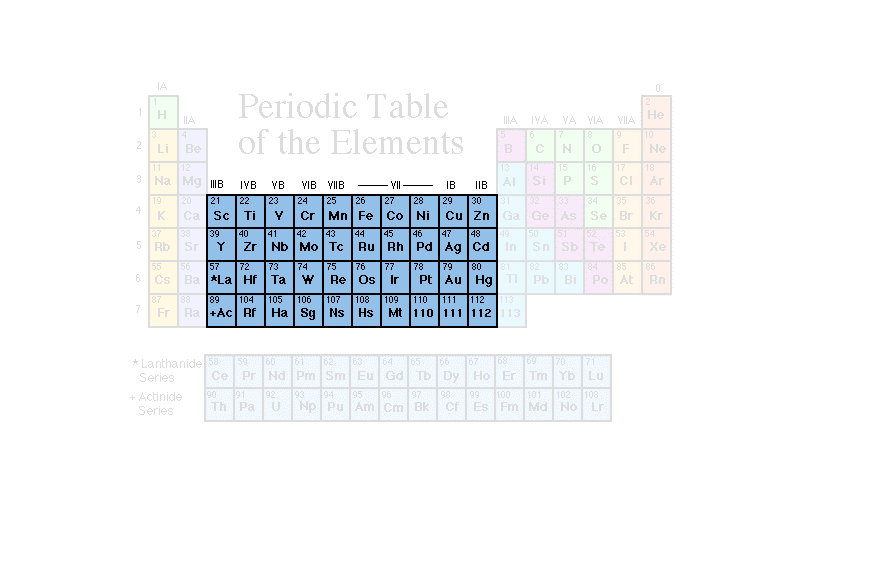 IA
0
1 H
Periodic Table
2 He
1
IIA
IIIA IVA VA VIA VIIA
of the Elements
2
3 Li 4 Be
5 B 6 C 7 N 8 O 9 F 10 Ne
3
11 Na 12 Mg
13 Al 14 Si 15 P 16 S 17 Cl 18 Ar
IIIB IVB VB VIB VIIB VII IB IIB
4
19 K 20 Ca 21 Sc 22 Ti 23 V 24 Cr 25 Mn 26 Fe 27 Co 28 Ni 29 Cu 30 Zn 31 Ga 32 Ge 33 As 34 Se 35 Br 36 Kr
5
37 Rb 38 Sr 39 Y 40 Zr 41 Nb 42 Mo 43 Tc 44 Ru 45 Rh 46 Pd 47 Ag 48 Cd 49 In 50 Sn 51 Sb 52 Te 53 I 54 Xe
6
55 Cs 56 Ba 57 *La 72 Hf 73 Ta 74 W 75 Re 76 Os 77 Ir 78 Pt 79 Au 80 Hg 81 Tl 82 Pb 83 Bi 84 Po 85 At 86 Rn
7
87 Fr 88 Ra 89 +Ac 104 Rf 105 Ha 106 Sg 107 Ns 108 Hs 109 Mt 110 110 111 111 112 112 113 113
* Lanthanide
Series
58 Ce 59 Pr 60 Nd 61 Pm 62 Sm 63 Eu 64 Gd 65 Tb 66 Dy 67 Ho 68 Er 69 Tm 70 Yb 71 Lu
+ Actinide
Series
90 Th 91 Pa 92 U 93 Np 94 Pu 95 Am 96 Cm 97 Bk 98 Cf 99 Es 100 Fm 101 Md 102 No 103 Lr